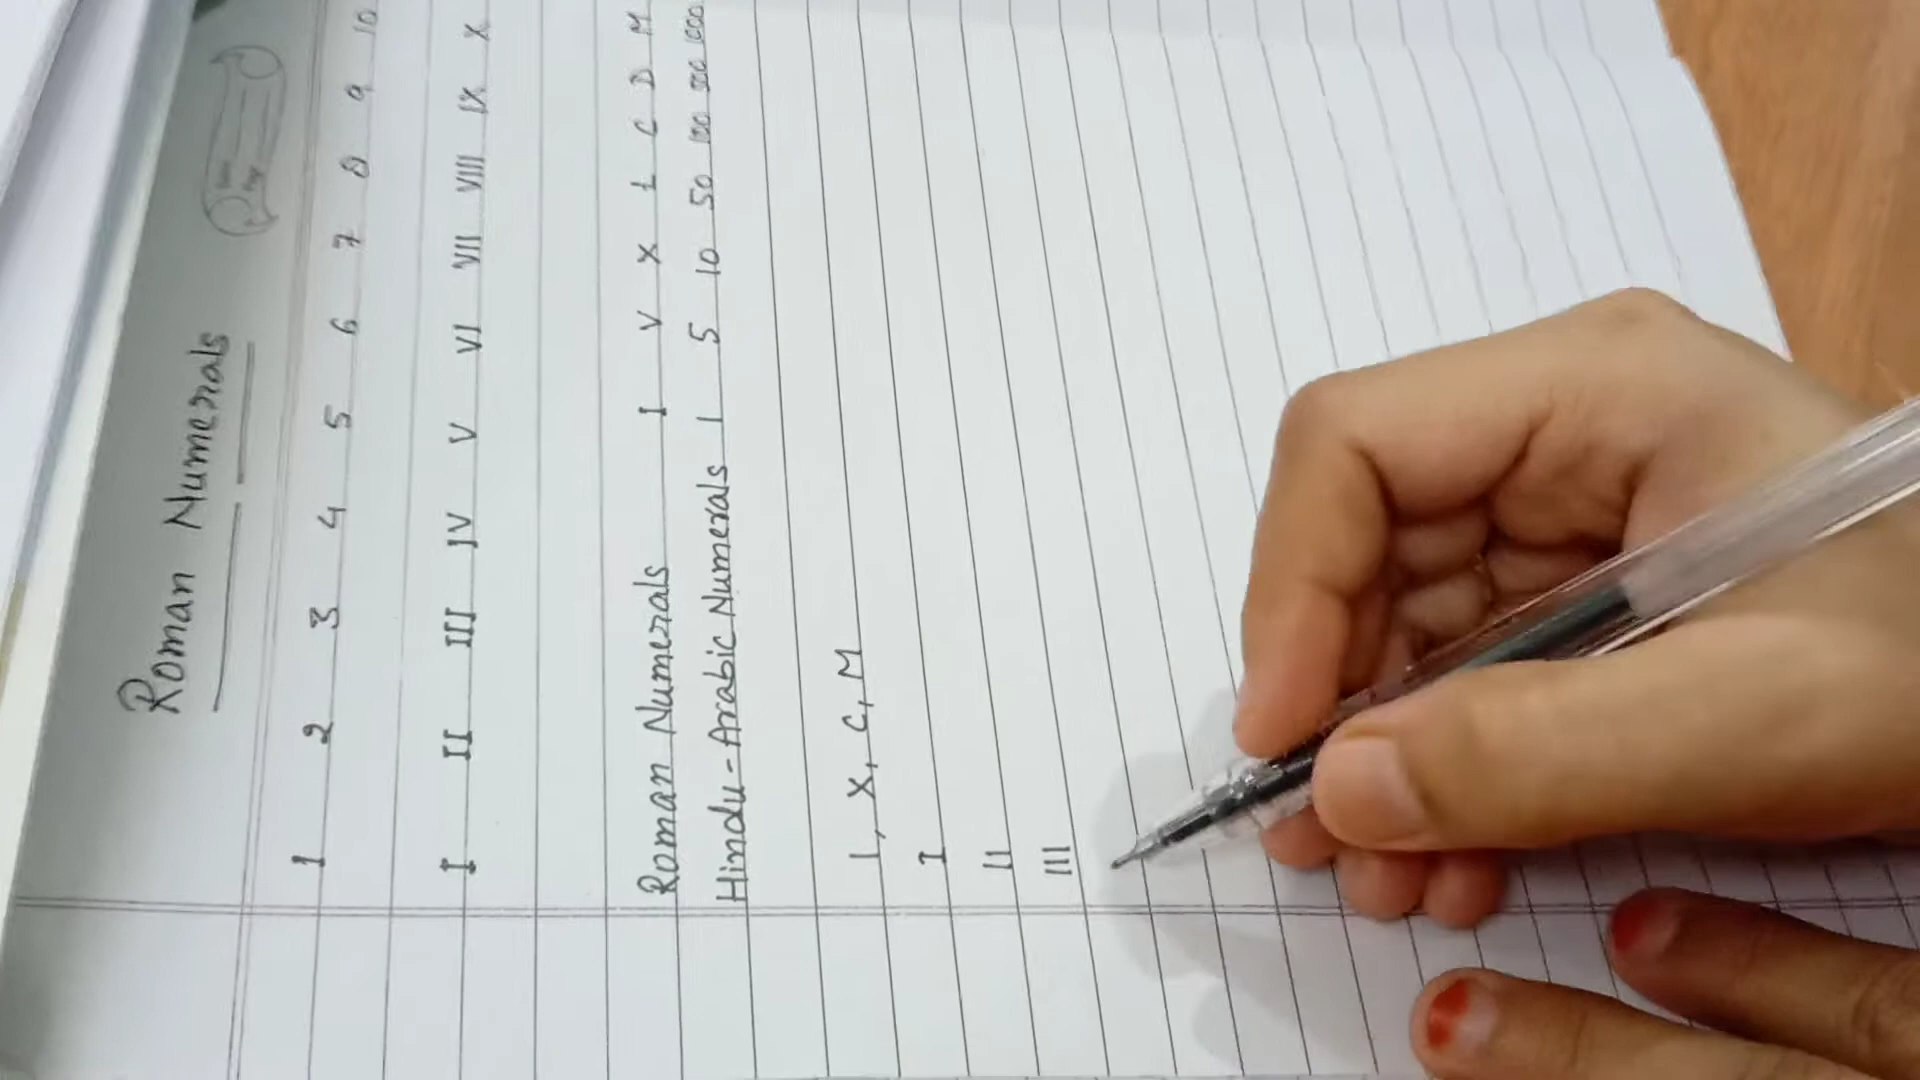 Roman Numerals
1 2 3 4 5 6 7 8 9 10
I II III IV V VI VII VIII IX X
Roman Numerals I V X L C D M
Hindu-Arabic Numerals 1 5 10 50 100 500 1000
I, X, C, M
I
II
III